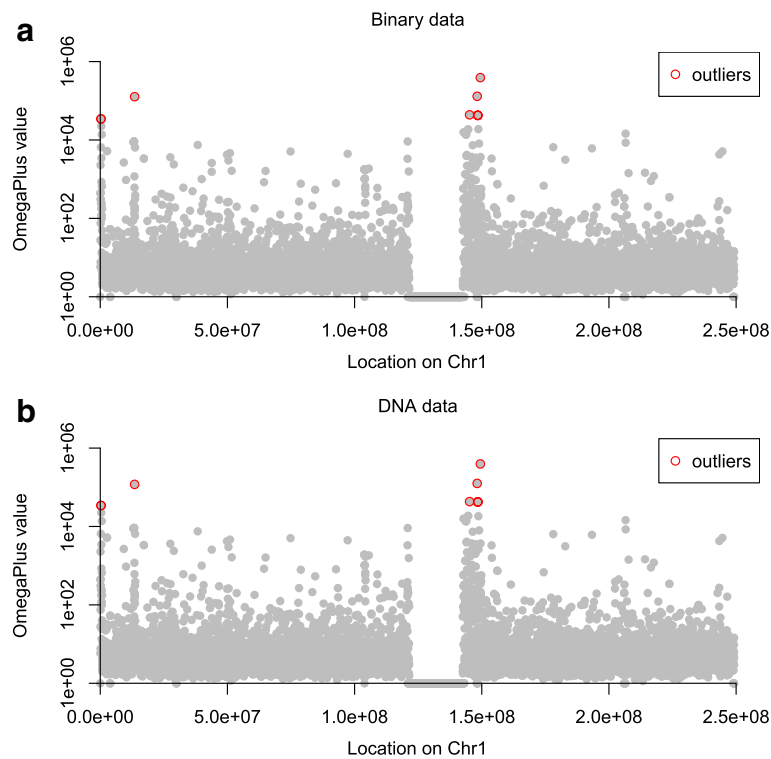 a
Binary data
outliers
OmegaPlus value
1e+06
1e+04
1e+02
1e+00
0.0e+00 5.0e+07 1.0e+08 1.5e+08 2.0e+08 2.5e+08
Location on Chr1
b
DNA data
outliers
OmegaPlus value
1e+06
1e+04
1e+02
1e+00
0.0e+00 5.0e+07 1.0e+08 1.5e+08 2.0e+08 2.5e+08
Location on Chr1